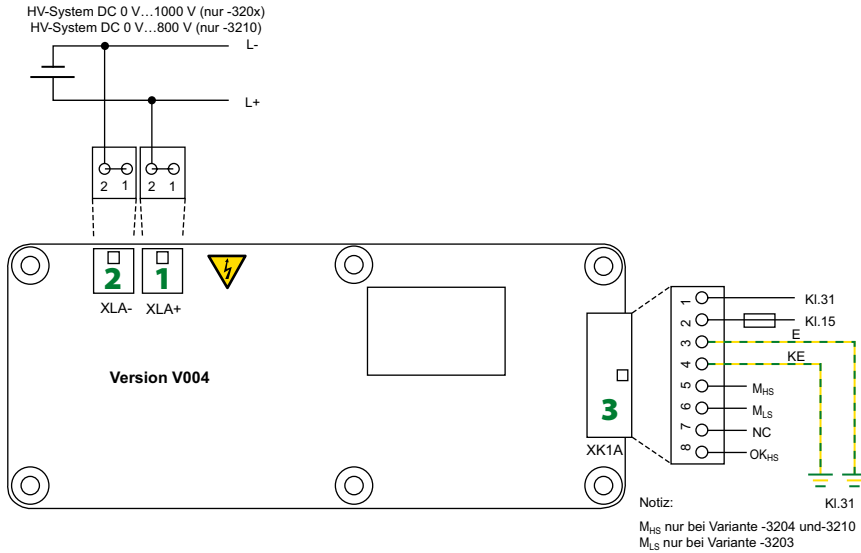 HV-System DC 0 V...1000 V (nur -320x)
HV-System DC 0 V...800 V (nur -3210)
L-
L+
2 1
2 1
2
1
XLA-
XLA+
Version V004
3
XK1A
1
Kl.31
2
Kl.15
3
E
4
KE
5
MHS
6
MLS
7
NC
8
OKHS
Kl.31
Notiz:
MHS nur bei Variante -3204 und-3210
MLS nur bei Variante -3203